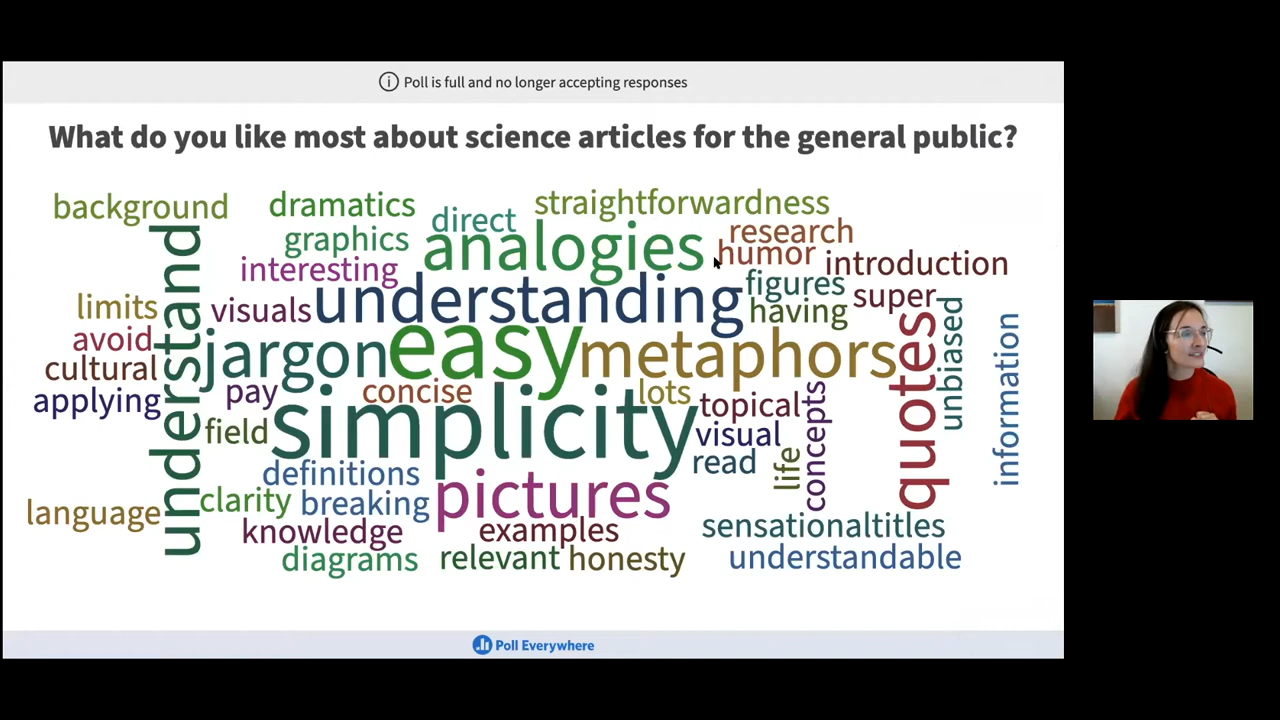 Poll is full and no longer accepting responses
What do you like most about science articles for the general public?
background
dramatics
direct
straightforwardness
graphics
analogies
research
humor
introduction
interesting
understand
limits
visuals
understanding
figures
super
having
avoid
jargon
easy
metaphors
quotes
unbiased
information
cultural
applying
pay
concise
lots
topical
concepts
field
simplicity
visual
read
life
definitions
language
clarity
breaking
pictures
knowledge
examples
sensationaltitles
diagrams
relevant
honesty
understandable
Poll Everywhere